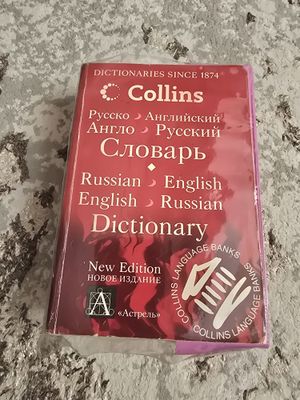 DICTIONARIES SINCE 1874
Collins
Русско Английский
Англо Русский
Словарь
Russian English
English Russian
Dictionary
New Edition
НОВОЕ ИЗДАНИЕ
А
«Астрель»
COLLINS LANGUAGE BANKS
COLLINS LANGUAGE BANKS